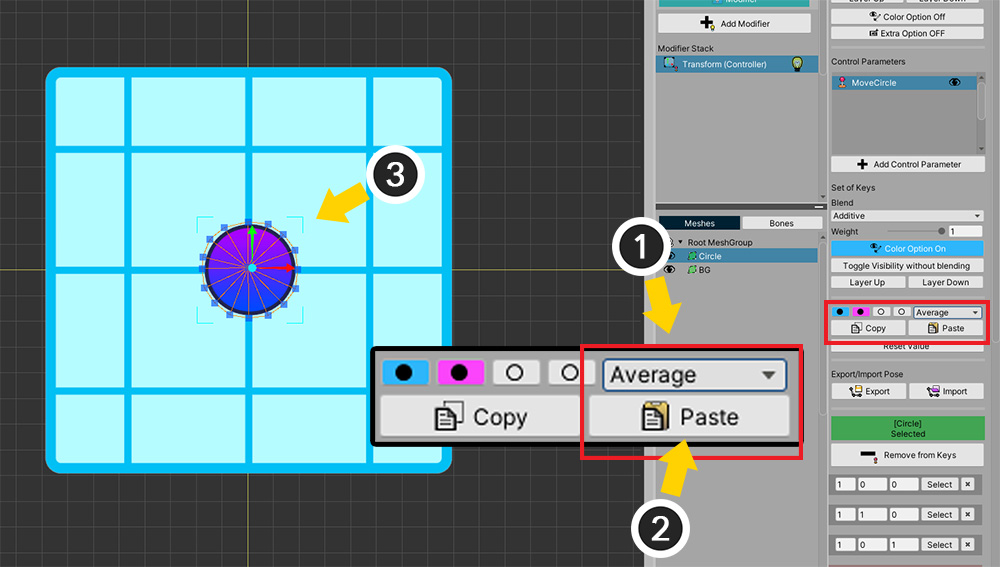 Modifier
Layer Up
Layer Down
Color Option Off
Extra Option OFF
Add Modifier
Modifier Stack
Transform (Controller)
Control Parameters
MoveCircle
Add Control Parameter
Set of Keys
Blend
Additive
Weight
1
Color Option On
Toggle Visibility without blending
Layer Up
Layer Down
Average
Copy
Paste
Reset Value
Export/Import Pose
Export
Import
[Circle]
Selected
Remove from Keys
1 0 0 Select ×
1 1 0 Select ×
1 0 1 Select ×
Meshes
Bones
Root MeshGroup
Circle
BG
3
1
Average
Copy
Paste
2